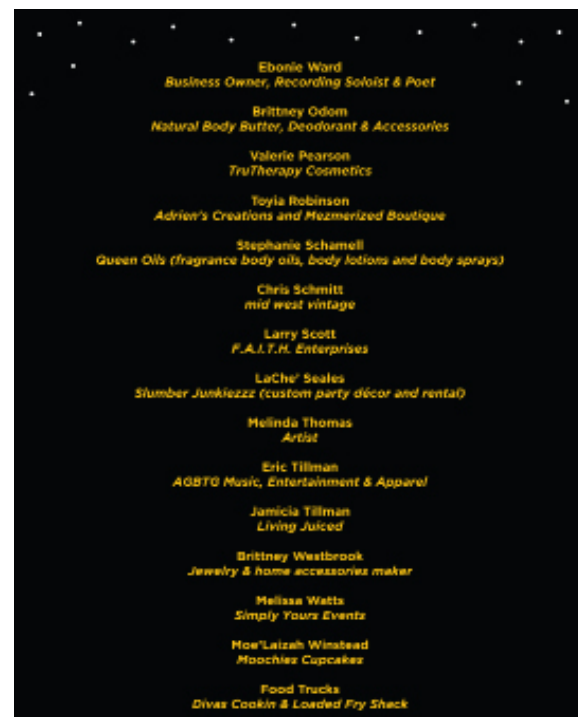 Ebonie Ward
Business Owner, Recording Soloist & Poet
Brittney Odom
Natural Body Butter, Deodorant & Accessories
Valerie Pearson
TruTherapy Cosmetics
Toyia Robinson
Adrien's Creations and Mezmerized Boutique
Stephanie Schamell
Queen Oils (fragrance body oils, body lotions and body sprays)
Chris Schmitt
mid west vintage
Larry Scott
F.A.I.T.H. Enterprises
LaChe' Seales
Slumber Junkiezzz (custom party décor and rental)
Melinda Thomas
Artist
Eric Tillman
AGBTG Music, Entertainment & Apparel
Jamicia Tillman
Living Juiced
Brittney Westbrook
Jewelry & home accessories maker
Melissa Watts
Simply Yours Events
Moe'Laizah Winstead
Moochies Cupcakes
Food Trucks
Divas Cookin & Loaded Fry Shack